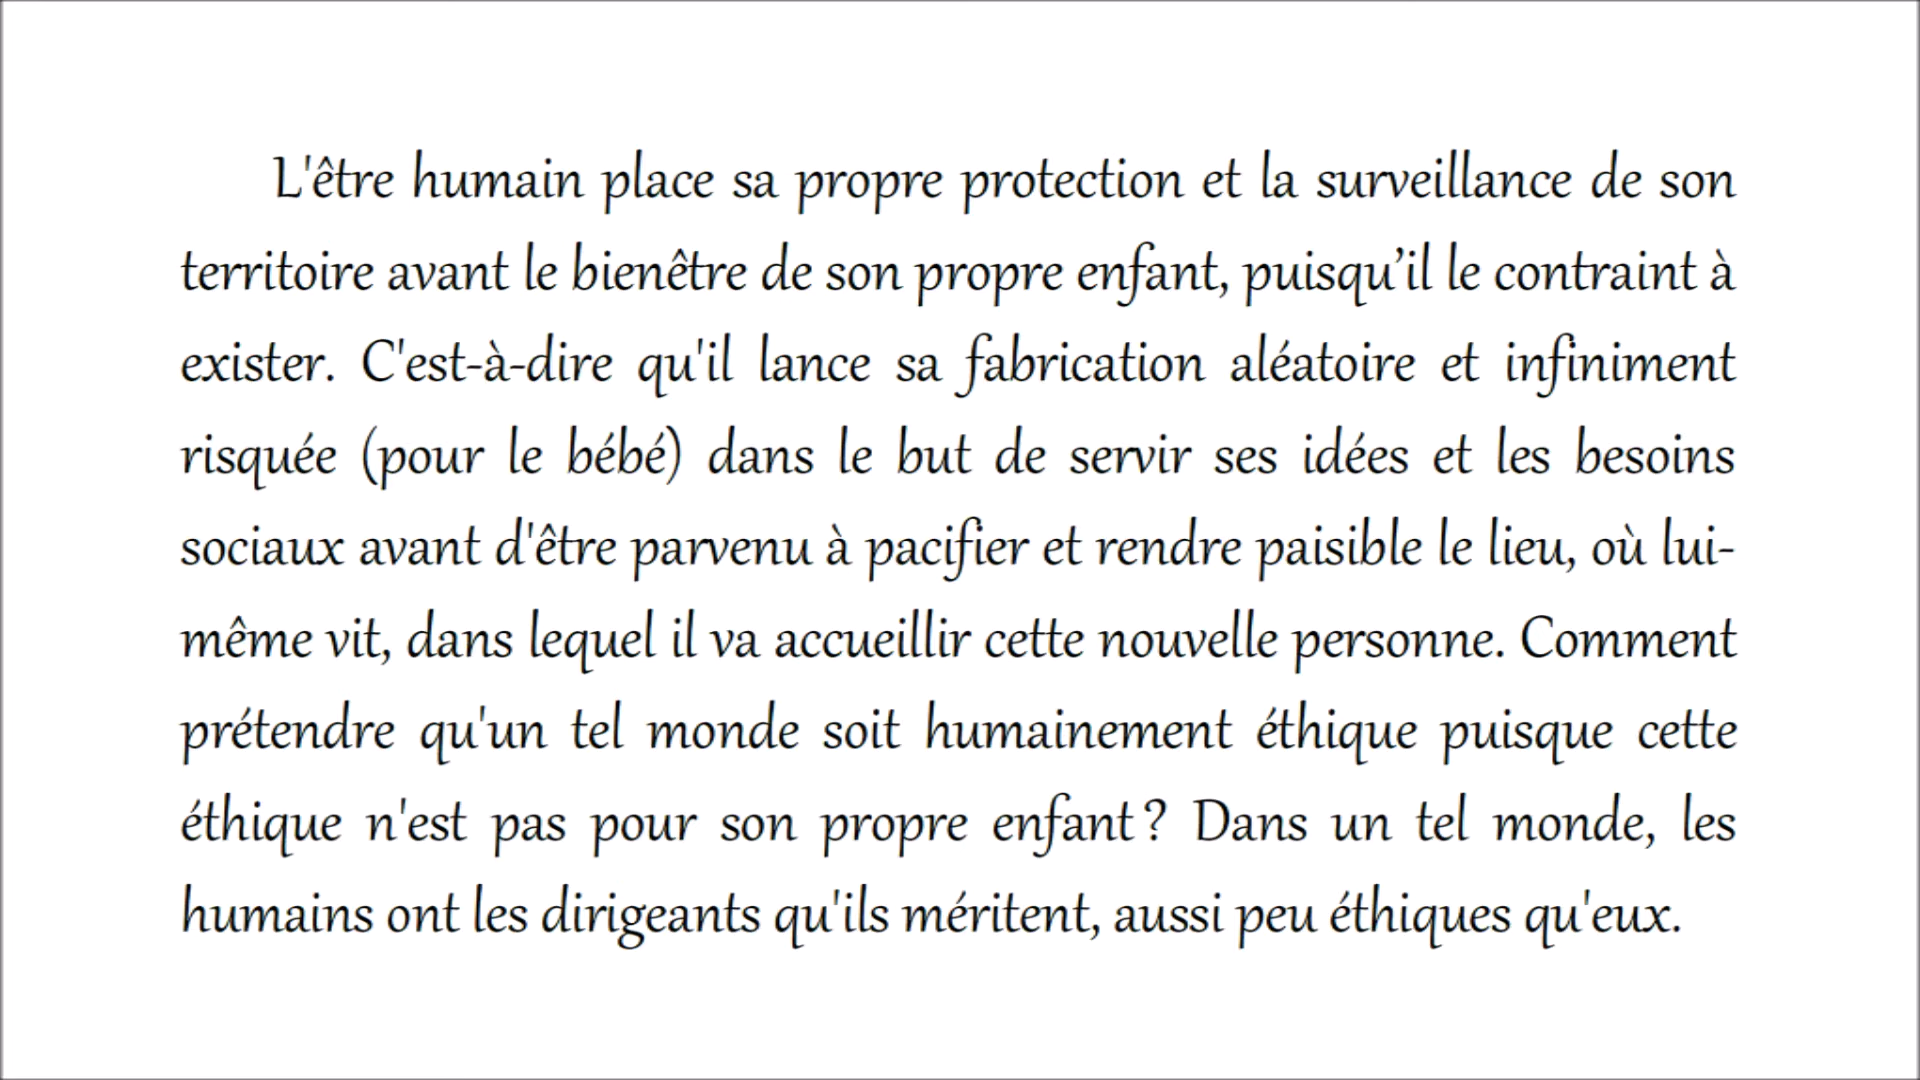 L'être humain place sa propre protection et la surveillance de son
territoire avant le bienêtre de son propre enfant, puisqu’il le contraint à
exister. C'est-à-dire qu'il lance sa fabrication aléatoire et infiniment
risquée (pour le bébé) dans le but de servir ses idées et les besoins
sociaux avant d'être parvenu à pacifier et rendre paisible le lieu, où lui-
même vit, dans lequel il va accueillir cette nouvelle personne. Comment
prétendre qu'un tel monde soit humainement éthique puisque cette
éthique n'est pas pour son propre enfant ? Dans un tel monde, les
humains ont les dirigeants qu'ils méritent, aussi peu éthiques qu'eux.